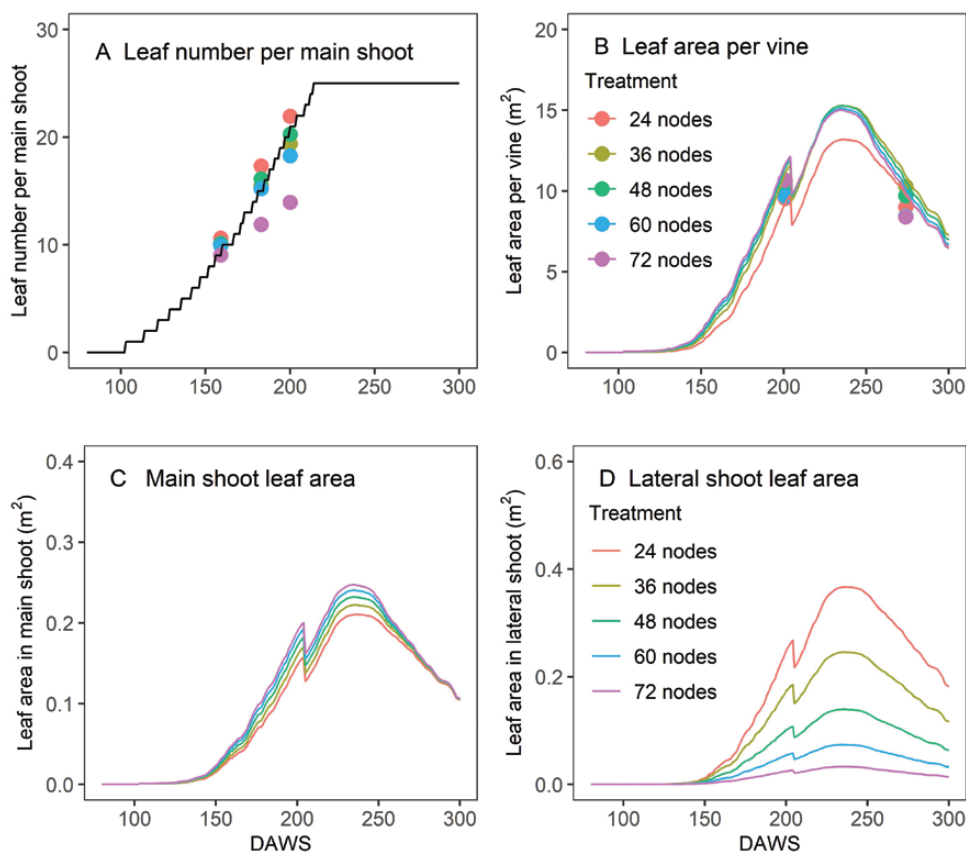 A Leaf number per main shoot
Leaf number per main shoot
30
20
10
0
100
150
200
250
300
B Leaf area per vine
Treatment
24 nodes
36 nodes
48 nodes
60 nodes
72 nodes
Leaf area per vine (m²)
20
15
10
5
0
100
150
200
250
300
C Main shoot leaf area
Leaf area in main shoot (m²)
0.4
0.3
0.2
0.1
0.0
100
150
200
250
300
DAWS
D Lateral shoot leaf area
Treatment
24 nodes
36 nodes
48 nodes
60 nodes
72 nodes
Leaf area in lateral shoot (m²)
0.6
0.4
0.2
0.0
100
150
200
250
300
DAWS